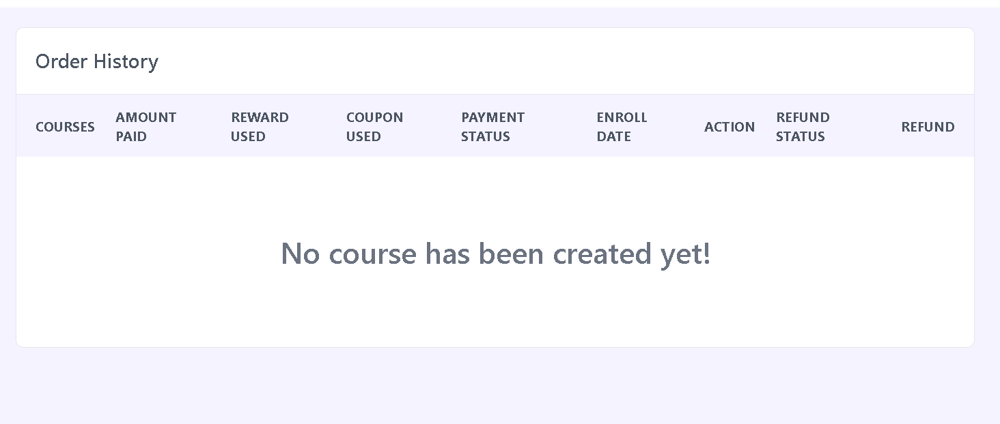 Order History
COURSES
AMOUNT
PAID
REWARD
USED
COUPON
USED
PAYMENT
STATUS
ENROLL
DATE
ACTION
REFUND
STATUS
REFUND
No course has been created yet!